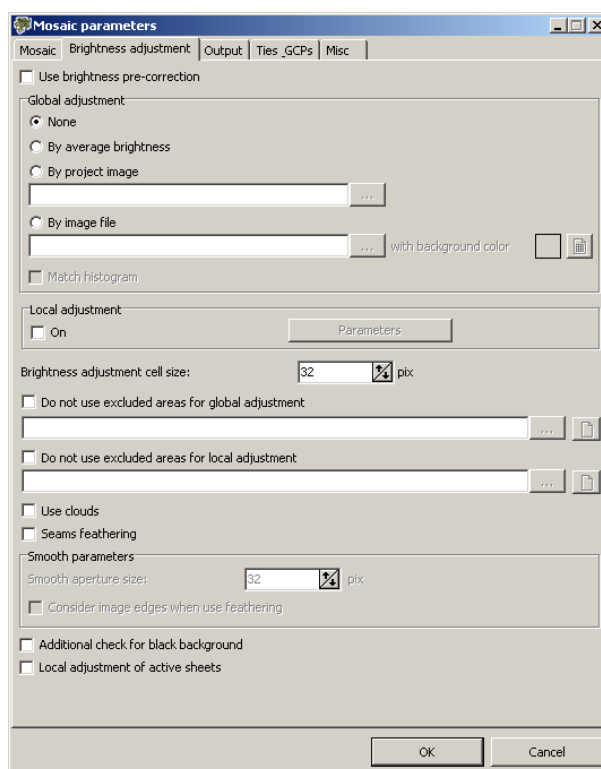 Mosaic parameters
Mosaic Brightness adjustment Output Ties_GCPs Misc
Use brightness pre-correction
Global adjustment
None
By average brightness
By project image
...
By image file
... with background color
Match histogram
Local adjustment
On Parameters
Brightness adjustment cell size: 32 pix
Do not use excluded areas for global adjustment
...
Do not use excluded areas for local adjustment
...
Use clouds
Seams feathering
Smooth parameters
Smooth aperture size: 32 pix
Consider image edges when use feathering
Additional check for black background
Local adjustment of active sheets
OK Cancel